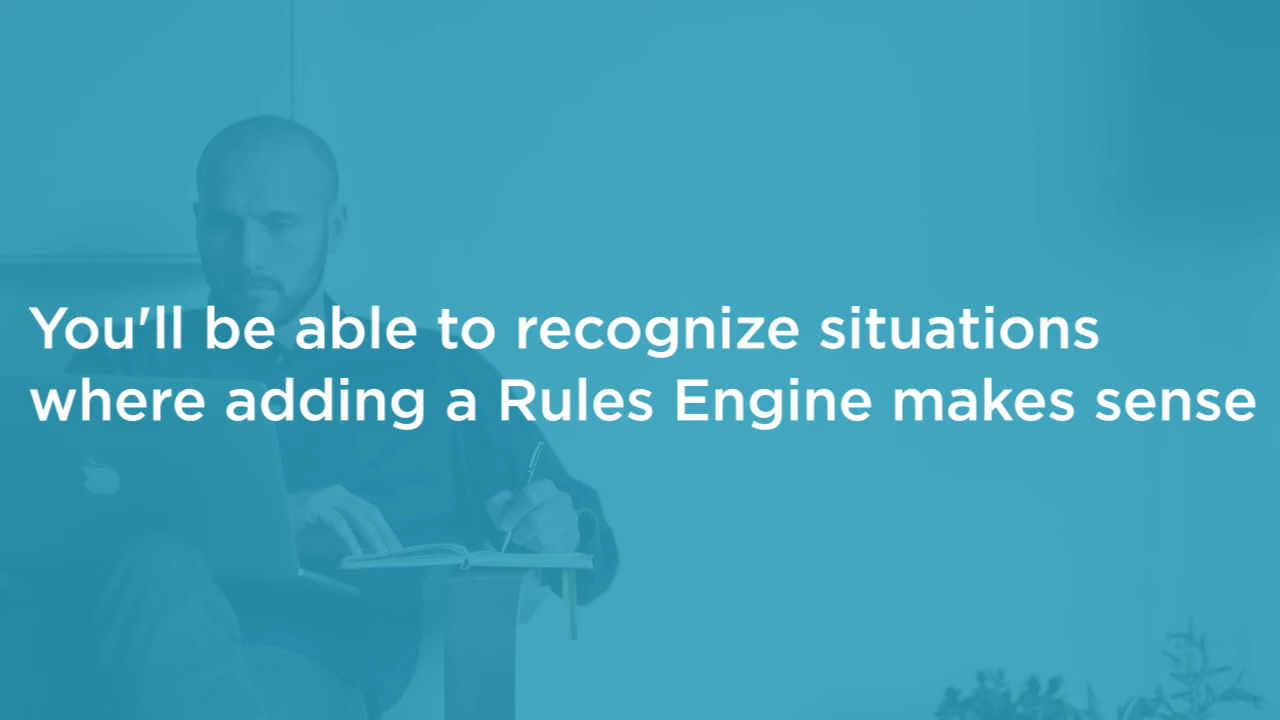 You'll be able to recognize situations
where adding a Rules Engine makes sense